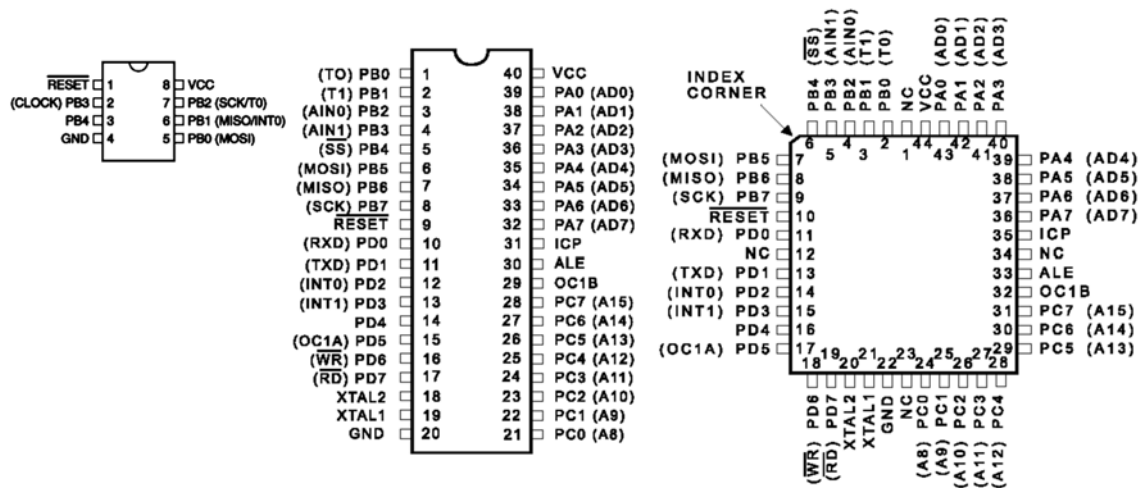 RESET 1 8 VCC
(CLOCK) PB3 2 7 PB2 (SCK/T0)
PB4 3 6 PB1 (MISO/INT0)
GND 4 5 PB0 (MOSI)
(TO) PB0 1 40 VCC
(T1) PB1 2 39 PA0 (AD0)
(AIN0) PB2 3 38 PA1 (AD1)
(AIN1) PB3 4 37 PA2 (AD2)
(SS) PB4 5 36 PA3 (AD3)
(MOSI) PB5 6 35 PA4 (AD4)
(MISO) PB6 7 34 PA5 (AD5)
(SCK) PB7 8 33 PA6 (AD6)
RESET 9 32 PA7 (AD7)
(RXD) PD0 10 31 ICP
(TXD) PD1 11 30 ALE
(INT0) PD2 12 29 OC1B
(INT1) PD3 13 28 PC7 (A15)
PD4 14 27 PC6 (A14)
(OC1A) PD5 15 26 PC5 (A13)
(WR) PD6 16 25 PC4 (A12)
(RD) PD7 17 24 PC3 (A11)
XTAL2 18 23 PC2 (A10)
XTAL1 19 22 PC1 (A9)
GND 20 21 PC0 (A8)
INDEX
CORNER
PB4 (SS)
PB3 (AIN1)
PB2 (AIN0)
PB1 (T1)
PB0 (T0)
NC
VCC
PA0 (AD0)
PA1 (AD1)
PA2 (AD2)
PA3 (AD3)
6 5 4 3 2 1 44 43 42 41 40
(MOSI) PB5 7 39 PA4 (AD4)
(MISO) PB6 8 38 PA5 (AD5)
(SCK) PB7 9 37 PA6 (AD6)
RESET 10 36 PA7 (AD7)
(RXD) PD0 11 35 ICP
NC 12 34 NC
(TXD) PD1 13 33 ALE
(INT0) PD2 14 32 OC1B
(INT1) PD3 15 31 PC7 (A15)
PD4 16 30 PC6 (A14)
(OC1A) PD5 17 29 PC5 (A13)
18 19 20 21 22 23 24 25 26 27 28
(WR) PD6
(RD) PD7
XTAL2
XTAL1
GND
NC
(A8) PC0
(A9) PC1
(A10) PC2
(A11) PC3
(A12) PC4